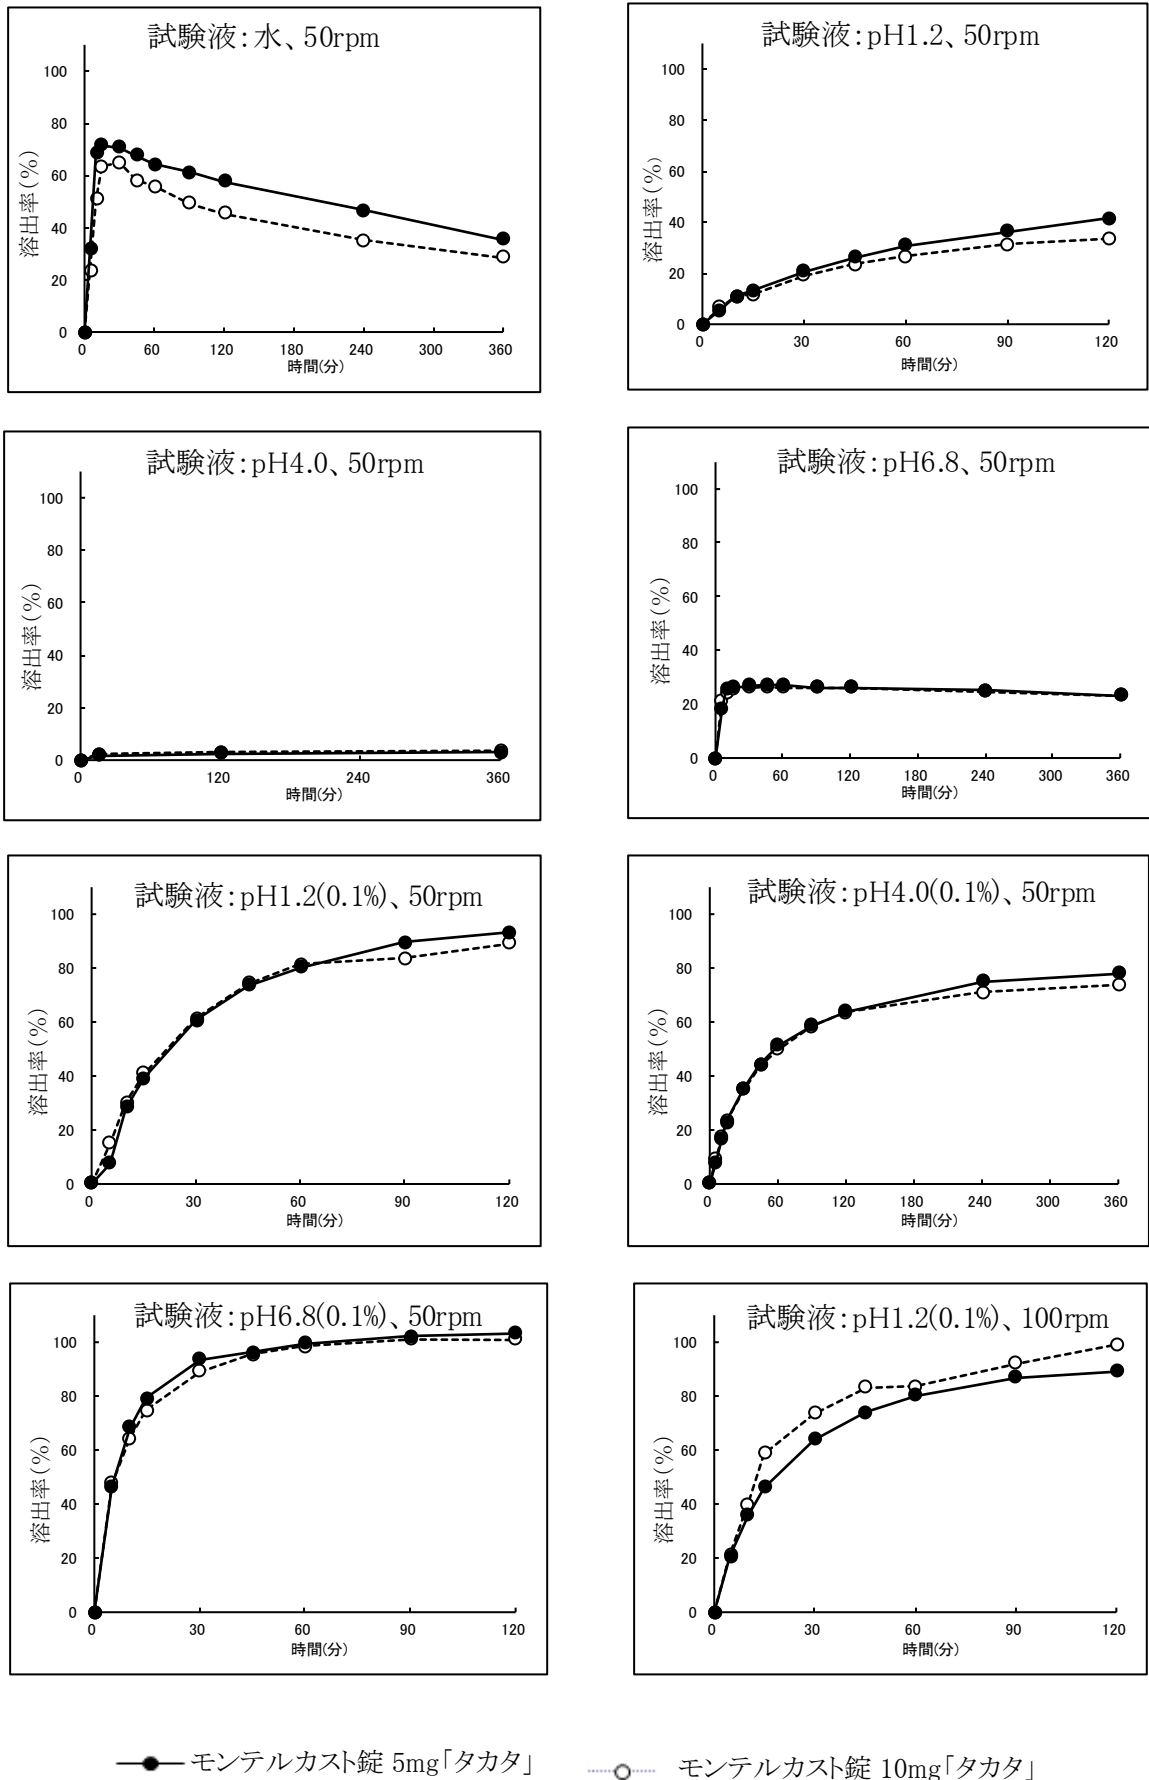 試験液：水、50rpm
100
80
60
40
20
0
溶出率(%)
0 60 120 180 240 300 360
時間(分)
試験液：pH1.2、50rpm
100
80
60
40
20
0
溶出率(%)
0 30 60 90 120
時間(分)
試験液：pH4.0、50rpm
100
80
60
40
20
0
溶出率(%)
0 120 240 360
時間(分)
試験液：pH6.8、50rpm
100
80
60
40
20
0
溶出率(%)
0 60 120 180 240 300 360
時間(分)
試験液：pH1.2(0.1%)、50rpm
100
80
60
40
20
0
溶出率(%)
0 30 60 90 120
時間(分)
試験液：pH4.0(0.1%)、50rpm
100
80
60
40
20
0
溶出率(%)
0 60 120 180 240 300 360
時間(分)
試験液：pH6.8(0.1%)、50rpm
100
80
60
40
20
0
溶出率(%)
0 30 60 90 120
時間(分)
試験液：pH1.2(0.1%)、100rpm
100
80
60
40
20
0
溶出率(%)
0 30 60 90 120
時間(分)
モンテルカスト錠 5mg「タカタ」
モンテルカスト錠 10mg「タカタ」